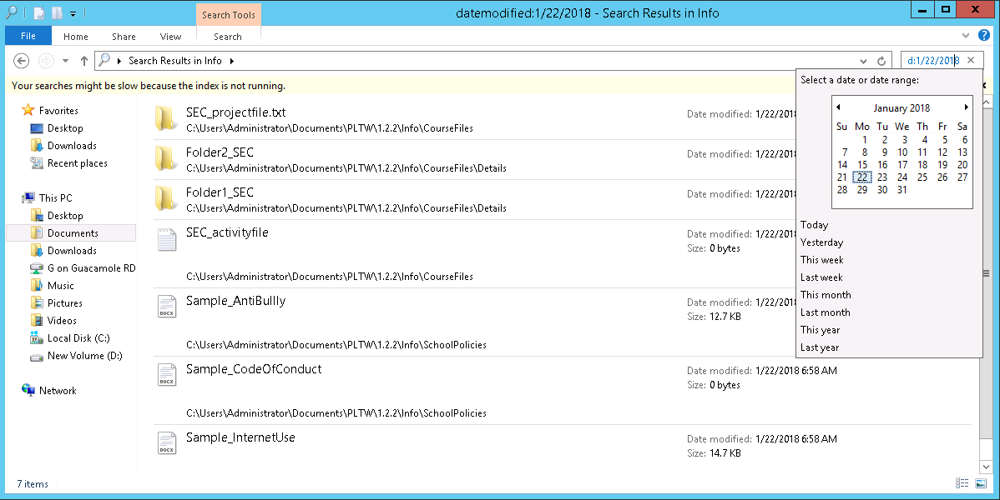 Search Tools
datemodified:1/22/2018 - Search Results in Info
File Home Share View Search
Search Results in Info
d:1/22/2018
Your searches might be slow because the index is not running.
Favorites
Desktop
Downloads
Recent places
This PC
Desktop
Documents
Downloads
G on Guacamole RD
Music
Pictures
Videos
Local Disk (C:)
New Volume (D:)
Network
SEC_projectfile.txt
Date modified: 1/22/2018
C:\Users\Administrator\Documents\PLTW\1.2.2\Info\CourseFiles
Folder2_SEC
Date modified: 1/22/2018
C:\Users\Administrator\Documents\PLTW\1.2.2\Info\CourseFiles\Details
Folder1_SEC
Date modified: 1/22/2018
C:\Users\Administrator\Documents\PLTW\1.2.2\Info\CourseFiles\Details
SEC_activityfile
Date modified: 1/22/2018
Size: 0 bytes
C:\Users\Administrator\Documents\PLTW\1.2.2\Info\CourseFiles
Sample_AntiBullly
Date modified: 1/22/2018
Size: 12.7 KB
C:\Users\Administrator\Documents\PLTW\1.2.2\Info\SchoolPolicies
DOCX
Sample_CodeOfConduct
Date modified: 1/22/2018 6:58 AM
Size: 0 bytes
C:\Users\Administrator\Documents\PLTW\1.2.2\Info\SchoolPolicies
DOCX
Sample_InternetUse
Date modified: 1/22/2018 6:58 AM
Size: 14.7 KB
DOCX
Select a date or date range:
January 2018
Su Mo Tu We Th Fr Sa
1 2 3 4 5 6
7 8 9 10 11 12 13
14 15 16 17 18 19 20
21 22 23 24 25 26 27
28 29 30 31
Today
Yesterday
This week
Last week
This month
Last month
This year
Last year
7 items